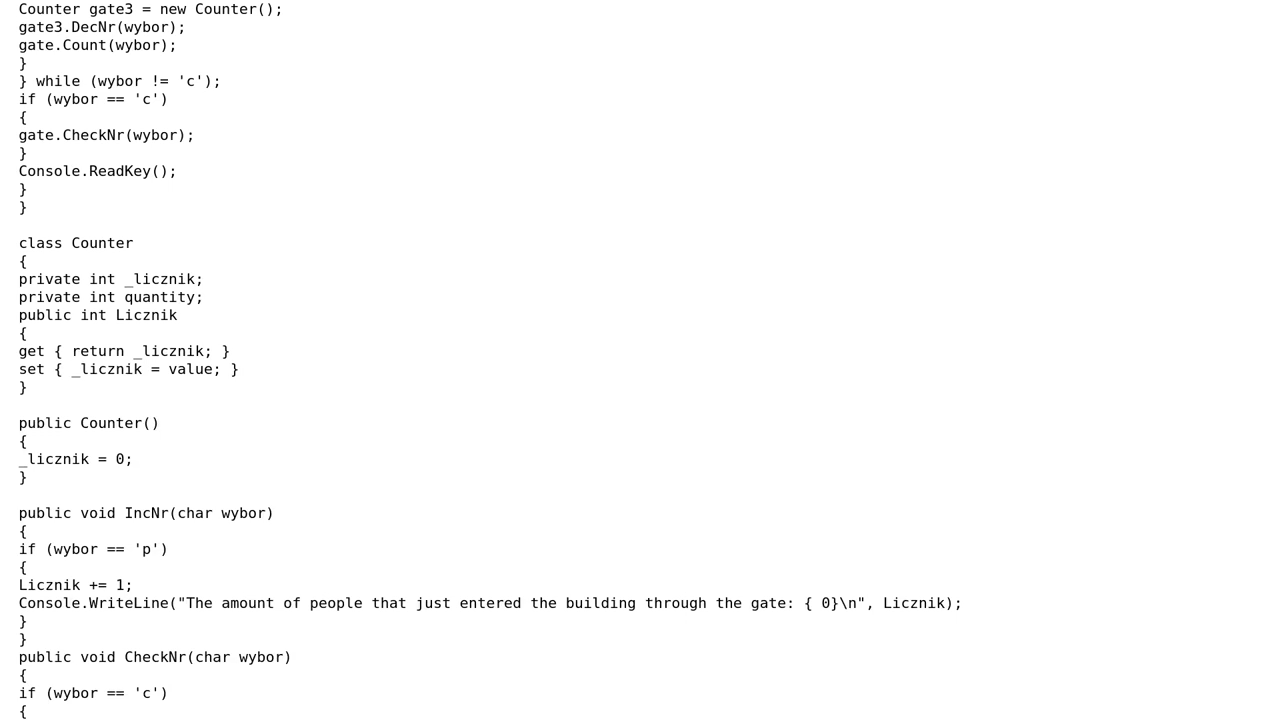 Counter gate3 = new Counter();
gate3.DecNr(wybor);
gate.Count(wybor);
}
} while (wybor != 'c');
if (wybor == 'c')
{
gate.CheckNr(wybor);
}
Console.ReadKey();
}
}

class Counter
{
private int _licznik;
private int quantity;
public int Licznik
{
get { return _licznik; }
set { _licznik = value; }
}

public Counter()
{
_licznik = 0;
}

public void IncNr(char wybor)
{
if (wybor == 'p')
{
Licznik += 1;
Console.WriteLine("The amount of people that just entered the building through the gate: { 0}\n", Licznik);
}
}
public void CheckNr(char wybor)
{
if (wybor == 'c')
{